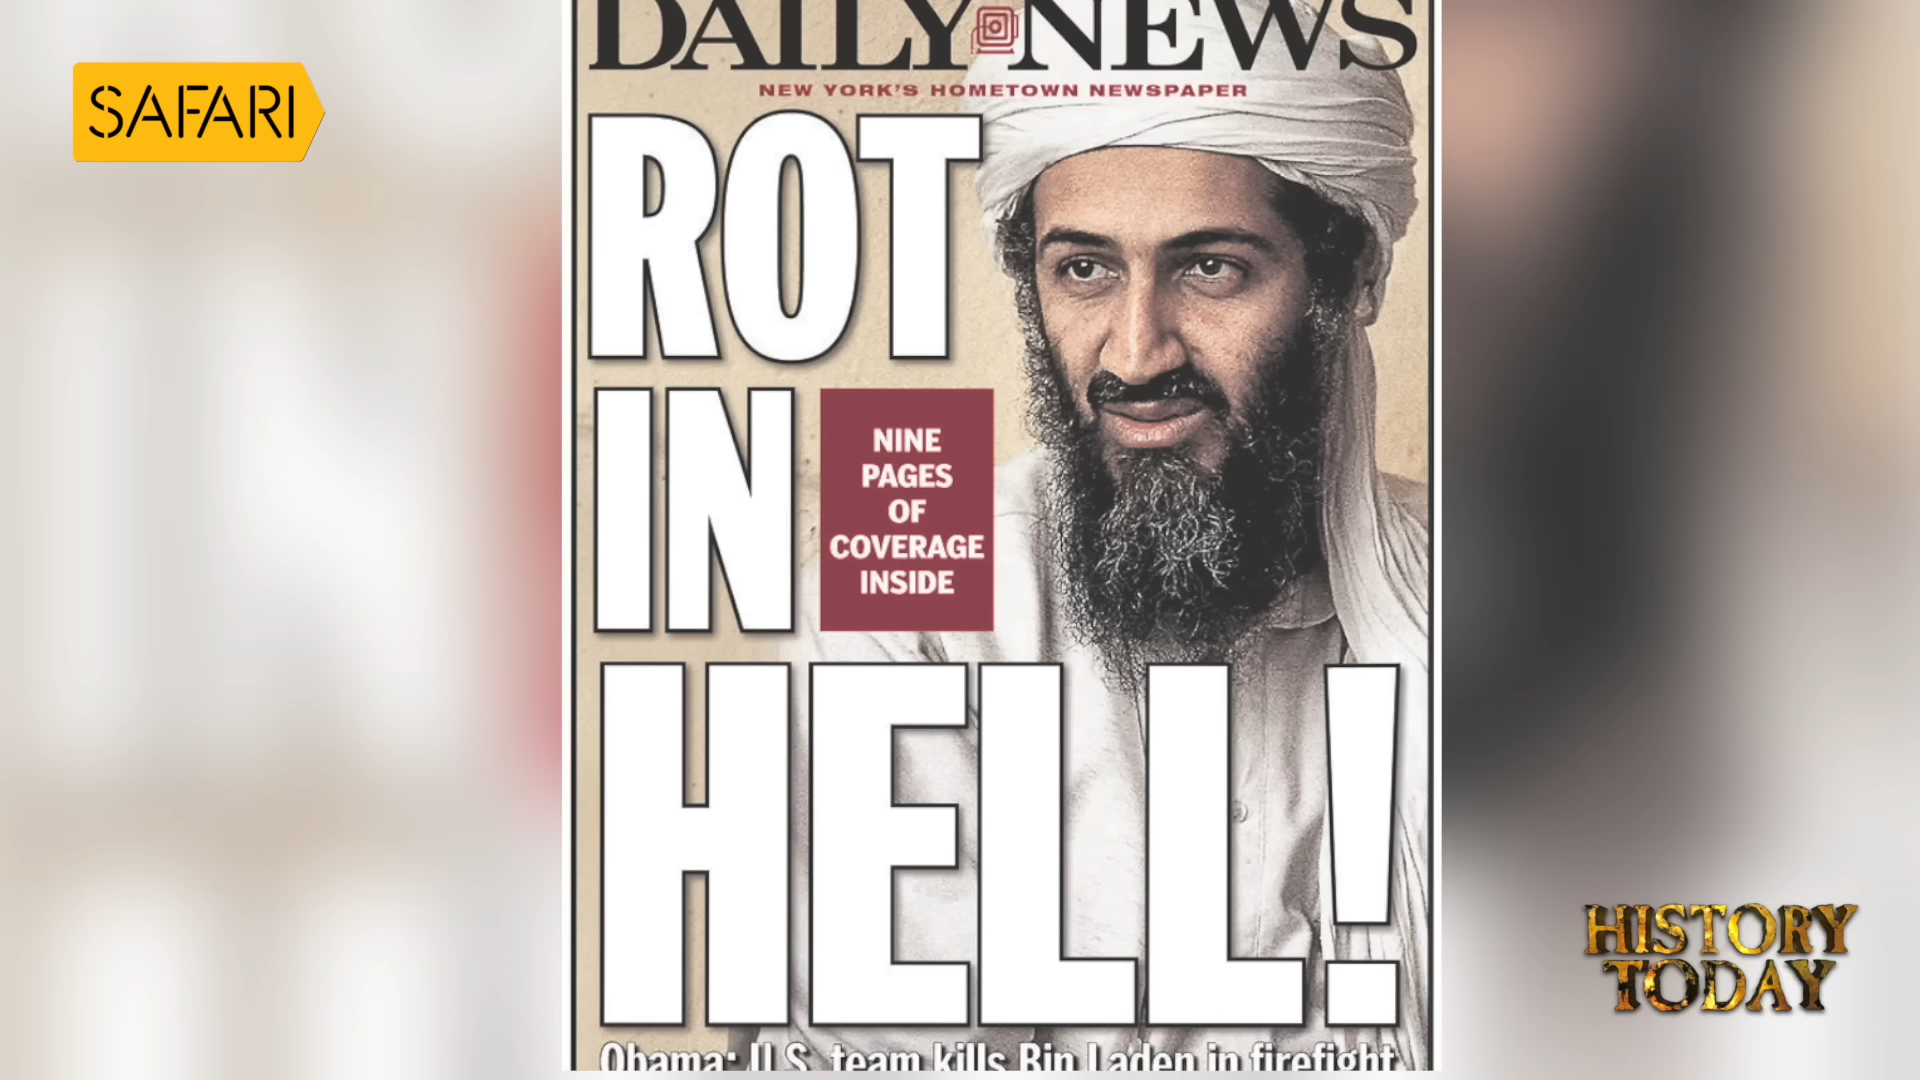 SAFARI
DAILY NEWS
NEW YORK'S HOMETOWN NEWSPAPER
ROT
IN
NINE
PAGES
OF
COVERAGE
INSIDE
HELL!
Obama: U.S. team kills Bin Laden in firefight
HISTORY
TODAY